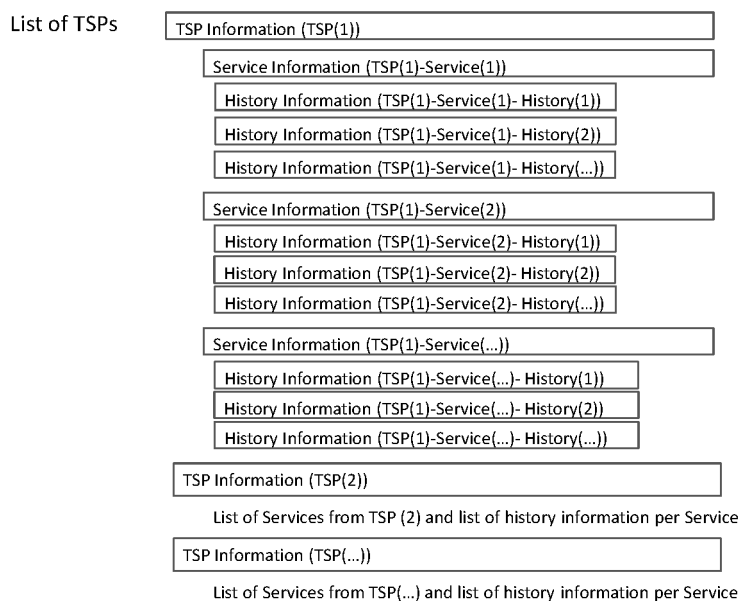 List of TSPs
TSP Information (TSP(1))
Service Information (TSP(1)-Service(1))
History Information (TSP(1)-Service(1)- History(1))
History Information (TSP(1)-Service(1)- History(2))
History Information (TSP(1)-Service(1)- History(...))
Service Information (TSP(1)-Service(2))
History Information (TSP(1)-Service(2)- History(1))
History Information (TSP(1)-Service(2)- History(2))
History Information (TSP(1)-Service(2)- History(...))
Service Information (TSP(1)-Service(...))
History Information (TSP(1)-Service(...)- History(1))
History Information (TSP(1)-Service(...)- History(2))
History Information (TSP(1)-Service(...)- History(...))
TSP Information (TSP(2))
List of Services from TSP (2) and list of history information per Service
TSP Information (TSP(...))
List of Services from TSP(...) and list of history information per Service